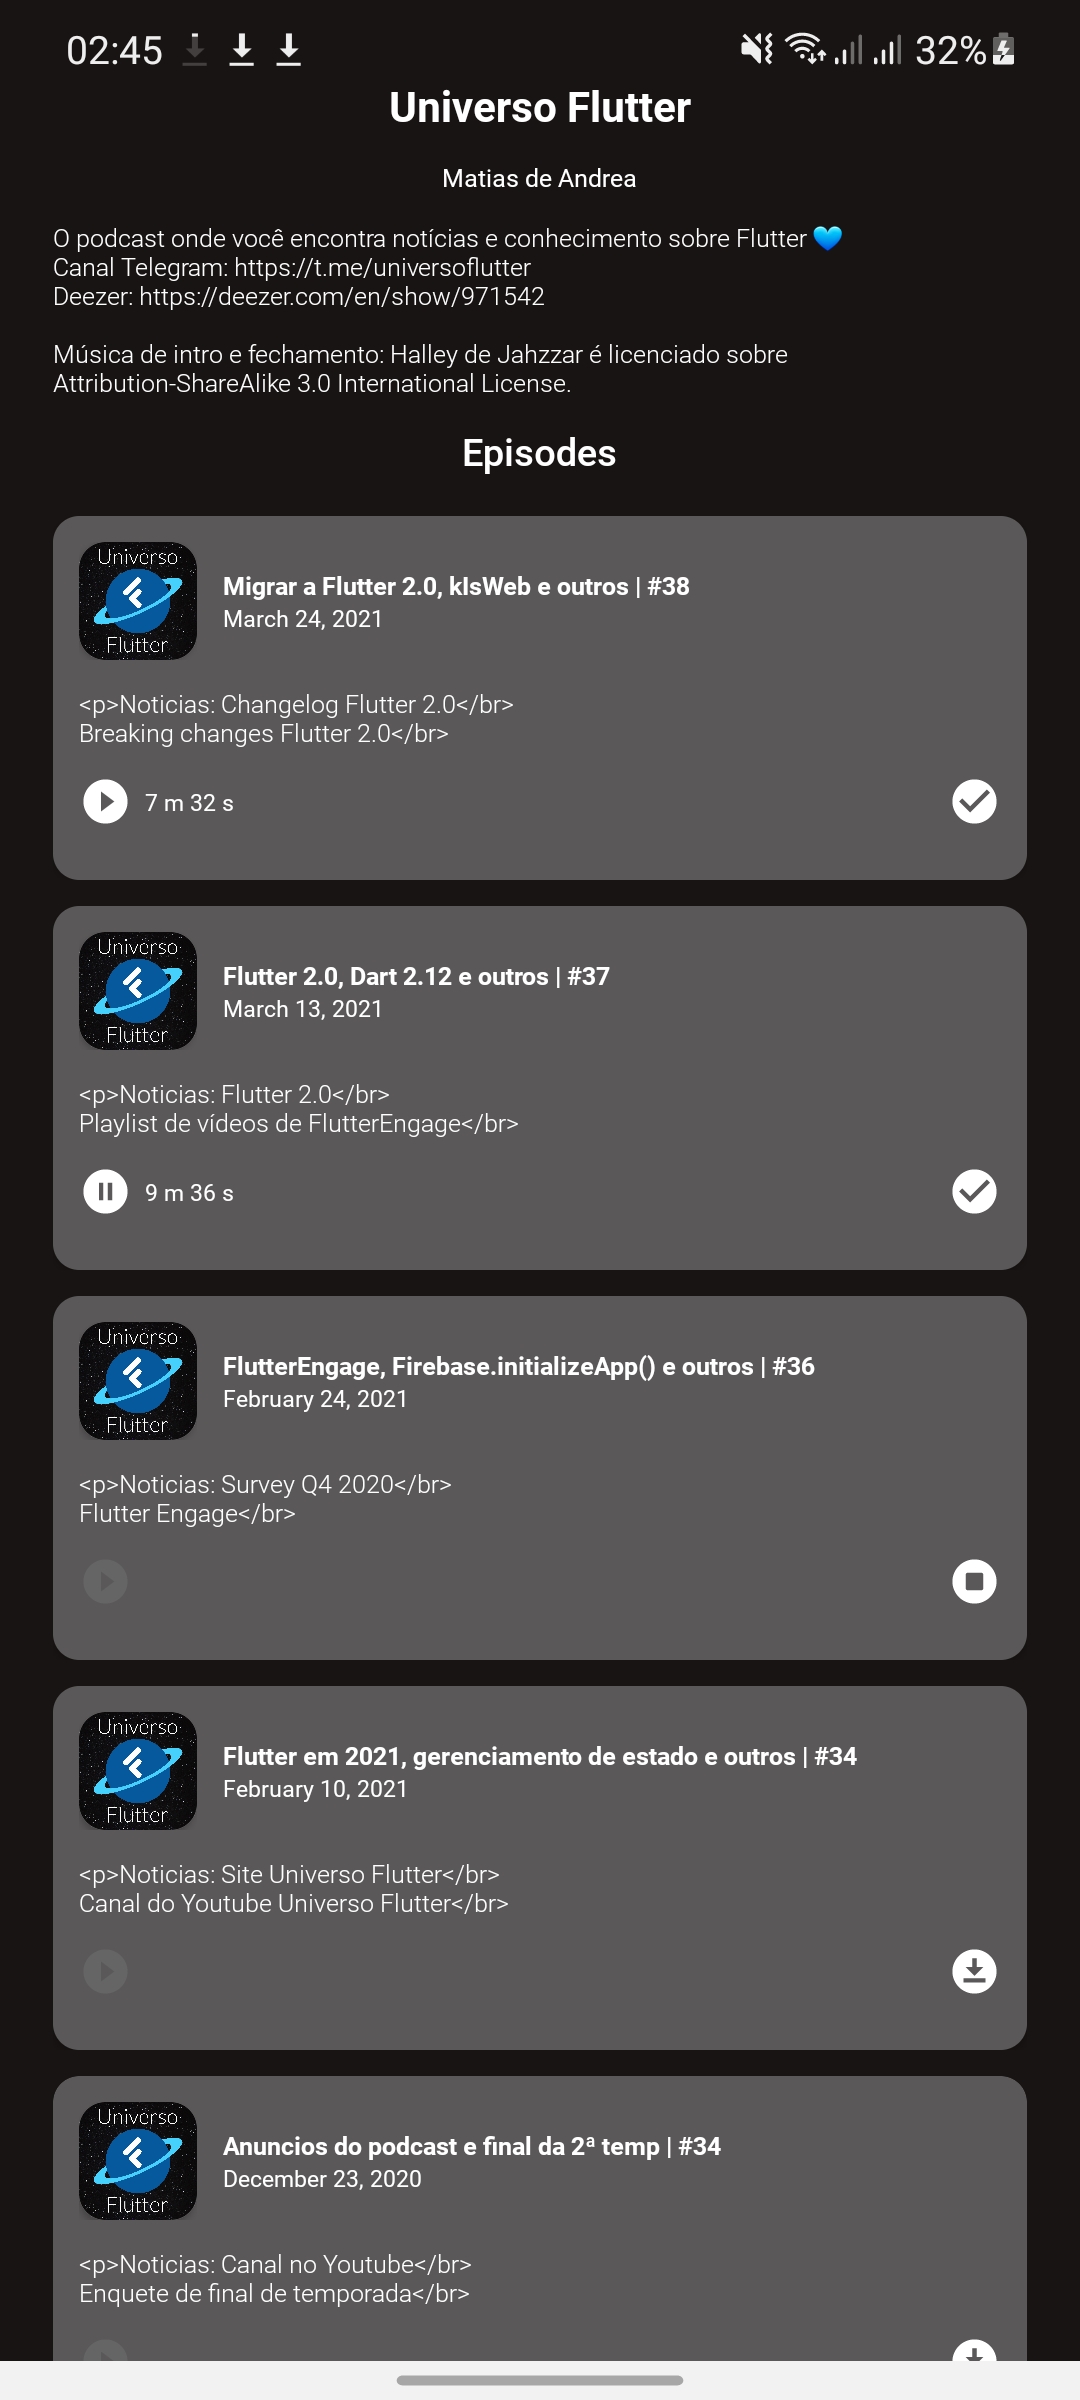 02:45
32%
Universo Flutter
Matias de Andrea
O podcast onde você encontra notícias e conhecimento sobre Flutter 💙
Canal Telegram: https://t.me/universoflutter
Deezer: https://deezer.com/en/show/971542
Música de intro e fechamento: Halley de Jahzzar é licenciado sobre
Attribution-ShareAlike 3.0 International License.
Episodes
Universo
Flutter
Migrar a Flutter 2.0, kIsWeb e outros | #38
March 24, 2021
<p>Noticias: Changelog Flutter 2.0</br>
Breaking changes Flutter 2.0</br>
7 m 32 s
Universo
Flutter
Flutter 2.0, Dart 2.12 e outros | #37
March 13, 2021
<p>Noticias: Flutter 2.0</br>
Playlist de vídeos de FlutterEngage</br>
9 m 36 s
Universo
Flutter
FlutterEngage, Firebase.initializeApp() e outros | #36
February 24, 2021
<p>Noticias: Survey Q4 2020</br>
Flutter Engage</br>
Universo
Flutter
Flutter em 2021, gerenciamento de estado e outros | #34
February 10, 2021
<p>Noticias: Site Universo Flutter</br>
Canal do Youtube Universo Flutter</br>
Universo
Flutter
Anuncios do podcast e final da 2ª temp | #34
December 23, 2020
<p>Noticias: Canal no Youtube</br>
Enquete de final de temporada</br>